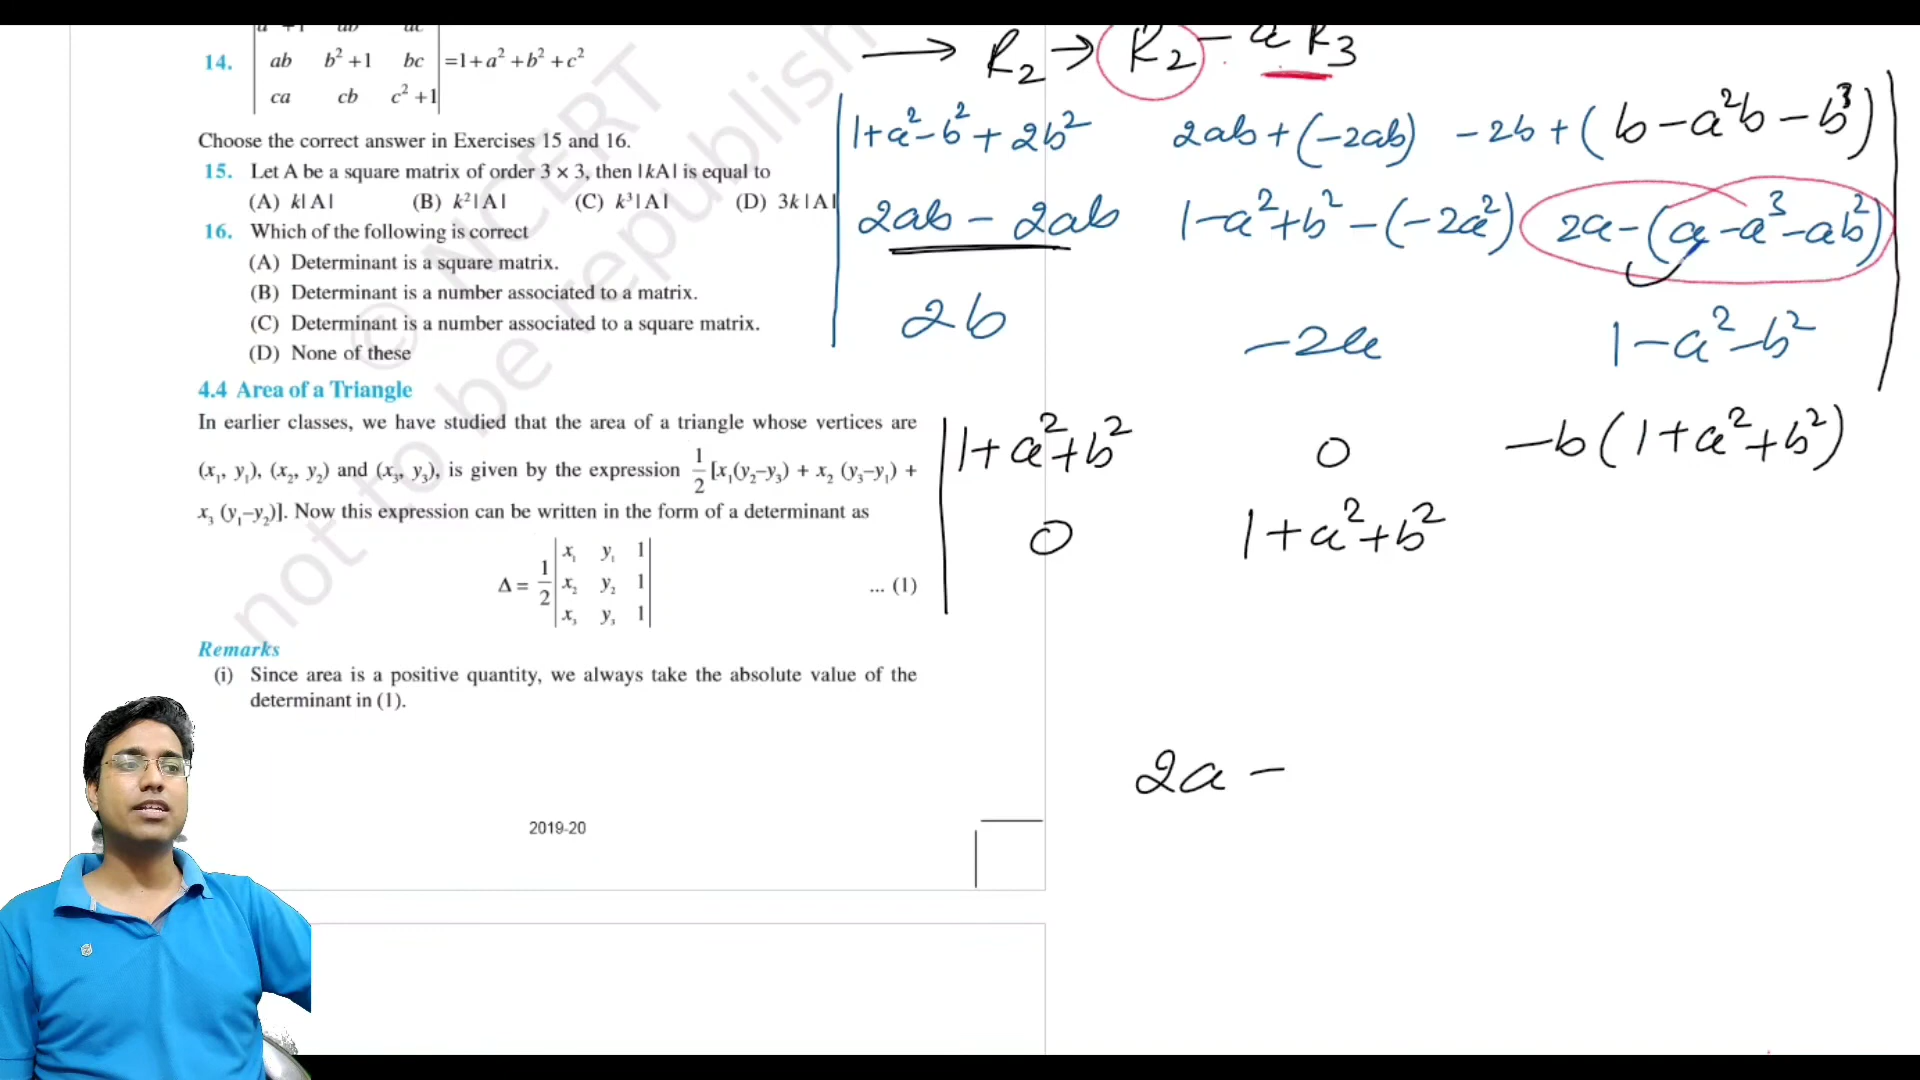 14. | ab b² +1 bc | =1+a² +b² +c²
ca cb c² +1
Choose the correct answer in Exercises 15 and 16.
15. Let A be a square matrix of order 3 × 3, then |kA| is equal to
(A) k|A| (B) k²|A| (C) k³|A| (D) 3k|A|
16. Which of the following is correct
(A) Determinant is a square matrix.
(B) Determinant is a number associated to a matrix.
(C) Determinant is a number associated to a square matrix.
(D) None of these
4.4 Area of a Triangle
In earlier classes, we have studied that the area of a triangle whose vertices are
(x₁, y₁), (x₂, y₂) and (x₃, y₃), is given by the expression 1/2 [x₁(y₂–y₃) + x₂ (y₃–y₁) +
x₃ (y₁–y₂)]. Now this expression can be written in the form of a determinant as
Δ = 1/2 | x₁ y₁ 1 |
| x₂ y₂ 1 | ... (1)
| x₃ y₃ 1 |
Remarks
(i) Since area is a positive quantity, we always take the absolute value of the
determinant in (1).
2019-20
© NCERT
not to be republish
→ R₂ → R₂ - a R₃
| 1+a²-b²+2b² 2ab+(-2ab) -2b+(b-a²b-b³) |
| 2ab - 2ab 1-a²+b²-(-2a²) 2a-(a-a³-ab²) |
| 2b -2a 1-a²-b² |
| 1+a²+b² 0 -b(1+a²+b²)
| 0 1+a²+b²
2a -